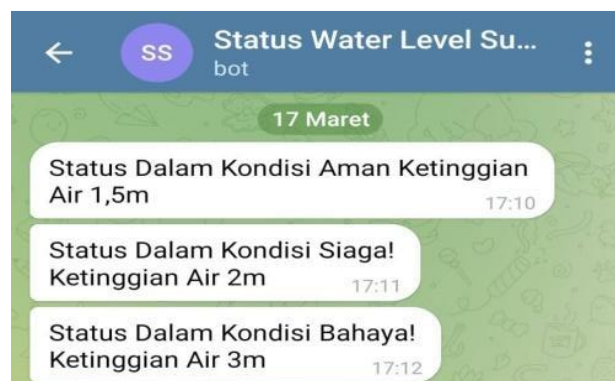 SS
Status Water Level Su...
bot
17 Maret
Status Dalam Kondisi Aman Ketinggian
Air 1,5m
17:10
Status Dalam Kondisi Siaga!
Ketinggian Air 2m
17:11
Status Dalam Kondisi Bahaya!
Ketinggian Air 3m
17:12